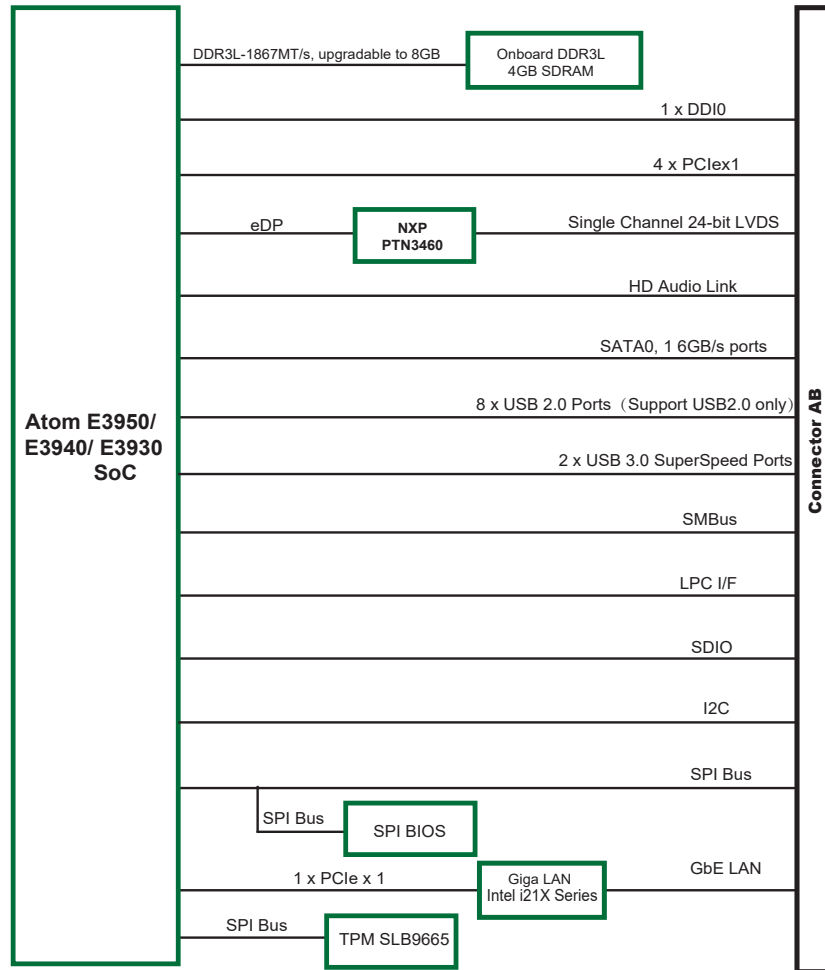 DDR3L-1867MT/s, upgradable to 8GB
Onboard DDR3L
4GB SDRAM
1 x DDI0
4 x PCIex1
eDP
NXP
PTN3460
Single Channel 24-bit LVDS
HD Audio Link
SATA0, 1 6GB/s ports
Atom E3950/
E3940/ E3930
SoC
8 x USB 2.0 Ports（Support USB2.0 only）
2 x USB 3.0 SuperSpeed Ports
Connector AB
SMBus
LPC I/F
SDIO
I2C
SPI Bus
SPI Bus
SPI BIOS
1 x PCIe x 1
Giga LAN
Intel i21X Series
GbE LAN
SPI Bus
TPM SLB9665